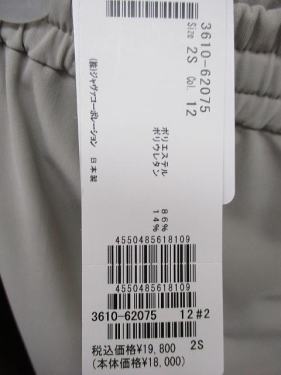 3610-62075
Size 2S Col. 12
ポリエステル 86%
ポリウレタン 14%
(株)ジャヴァコーポレーション 日本製
4550485618109
4550485618109
3610-62075 12#2
税込価格¥19,800 2S
(本体価格¥18,000)